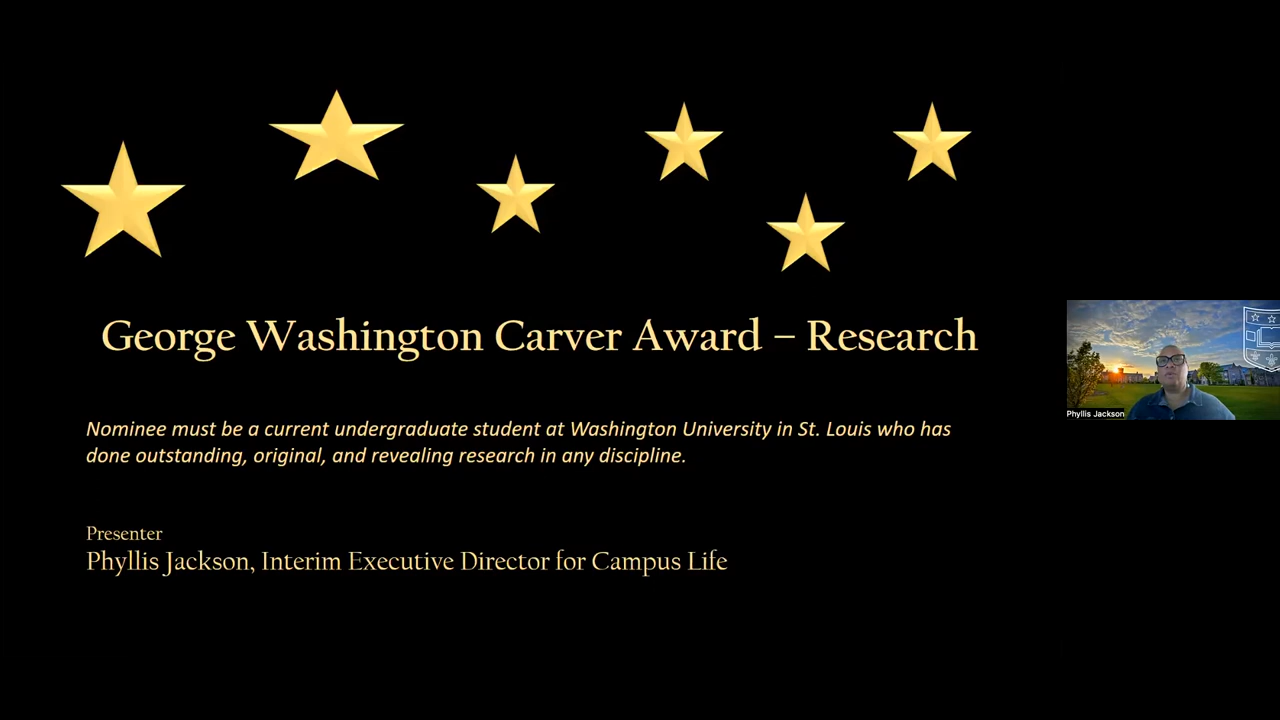 George Washington Carver Award – Research
Nominee must be a current undergraduate student at Washington University in St. Louis who has
done outstanding, original, and revealing research in any discipline.
Presenter
Phyllis Jackson, Interim Executive Director for Campus Life
Phyllis Jackson